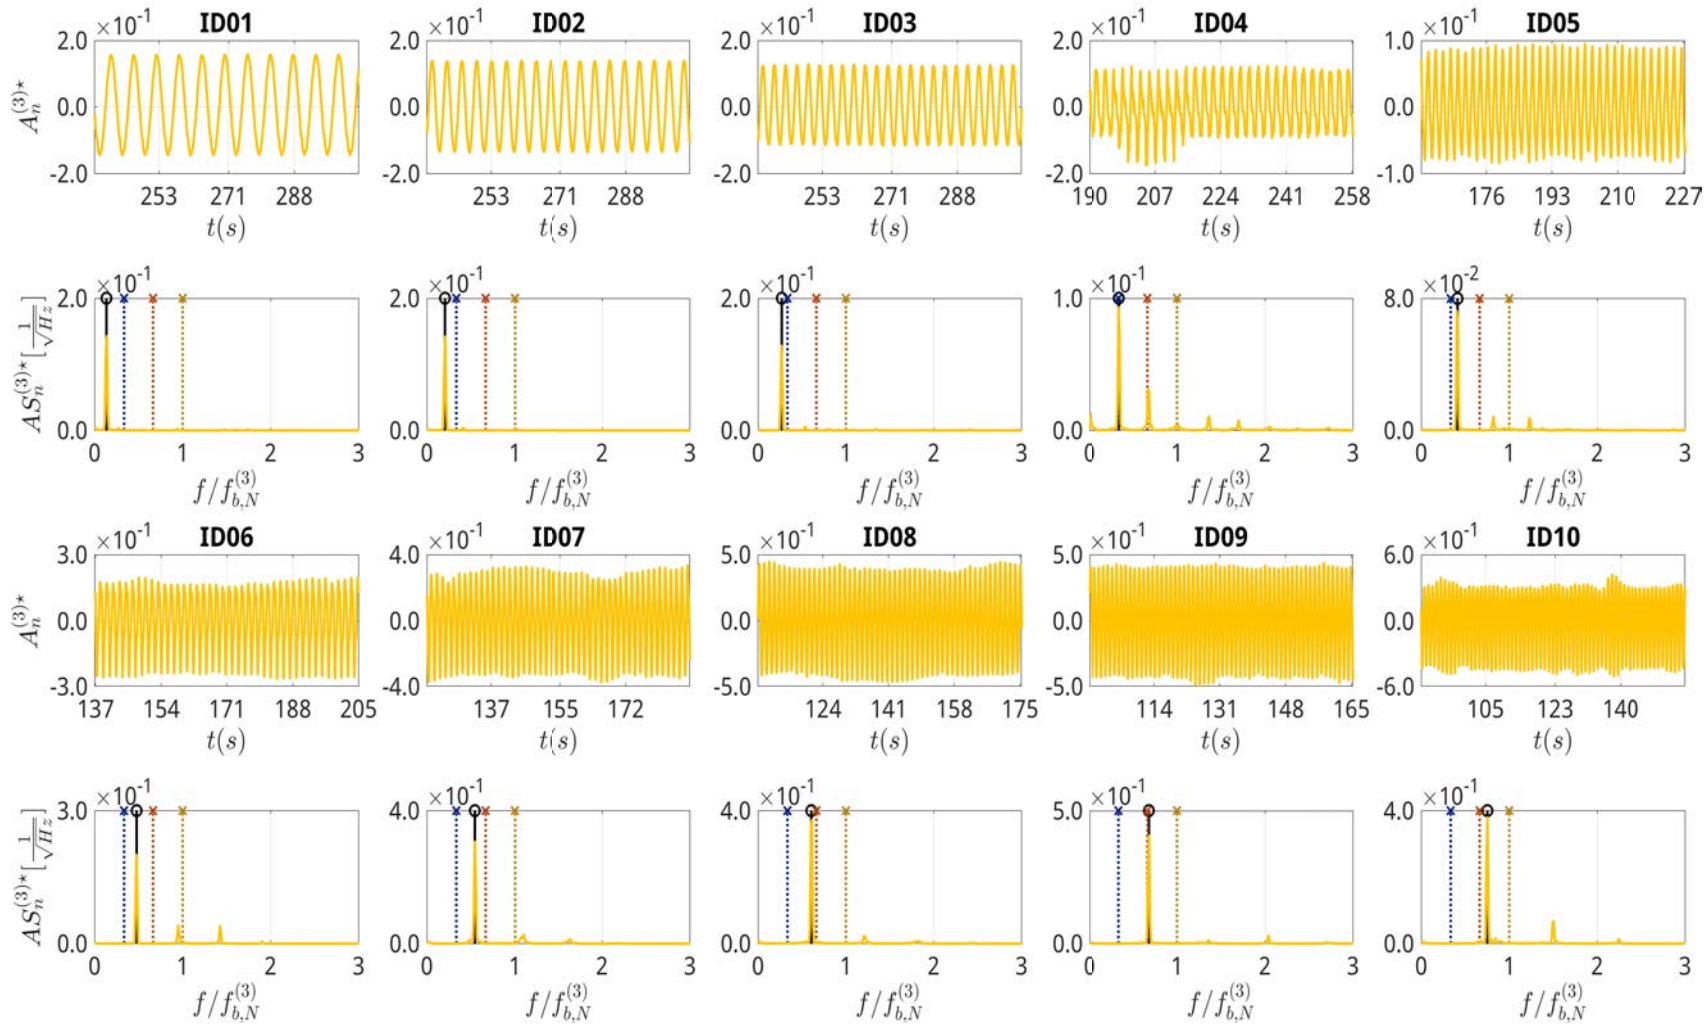 ID01 ID02 ID03 ID04 ID05
×10^-1 ×10^-1 ×10^-1 ×10^-1 ×10^-1
2.0 2.0 2.0 2.0 1.0
A_n^{(3)⋆} 0.0 0.0 0.0 0.0 0.0
-2.0 -2.0 -2.0 -2.0 -1.0
253 271 288 253 271 288 253 271 288 190 207 224 241 258 176 193 210 227
t(s) t(s) t(s) t(s) t(s)
×10^-1 ×10^-1 ×10^-1 ×10^-1 ×10^-2
2.0 2.0 2.0 1.0 8.0
AS_n^{(3)⋆}[1/√Hz]
0.0 0.0 0.0 0.0 0.0
0 1 2 3 0 1 2 3 0 1 2 3 0 1 2 3 0 1 2 3
f/f_{b,N}^{(3)} f/f_{b,N}^{(3)} f/f_{b,N}^{(3)} f/f_{b,N}^{(3)} f/f_{b,N}^{(3)}
ID06 ID07 ID08 ID09 ID10
×10^-1 ×10^-1 ×10^-1 ×10^-1 ×10^-1
3.0 4.0 5.0 5.0 6.0
A_n^{(3)⋆} 0.0 0.0 0.0 0.0 0.0
-3.0 -4.0 -5.0 -5.0 -6.0
137 154 171 188 205 137 155 172 124 141 158 175 114 131 148 165 105 123 140
t(s) t(s) t(s) t(s) t(s)
×10^-1 ×10^-1 ×10^-1 ×10^-1 ×10^-1
3.0 4.0 4.0 5.0 4.0
AS_n^{(3)⋆}[1/√Hz]
0.0 0.0 0.0 0.0 0.0
0 1 2 3 0 1 2 3 0 1 2 3 0 1 2 3 0 1 2 3
f/f_{b,N}^{(3)} f/f_{b,N}^{(3)} f/f_{b,N}^{(3)} f/f_{b,N}^{(3)} f/f_{b,N}^{(3)}